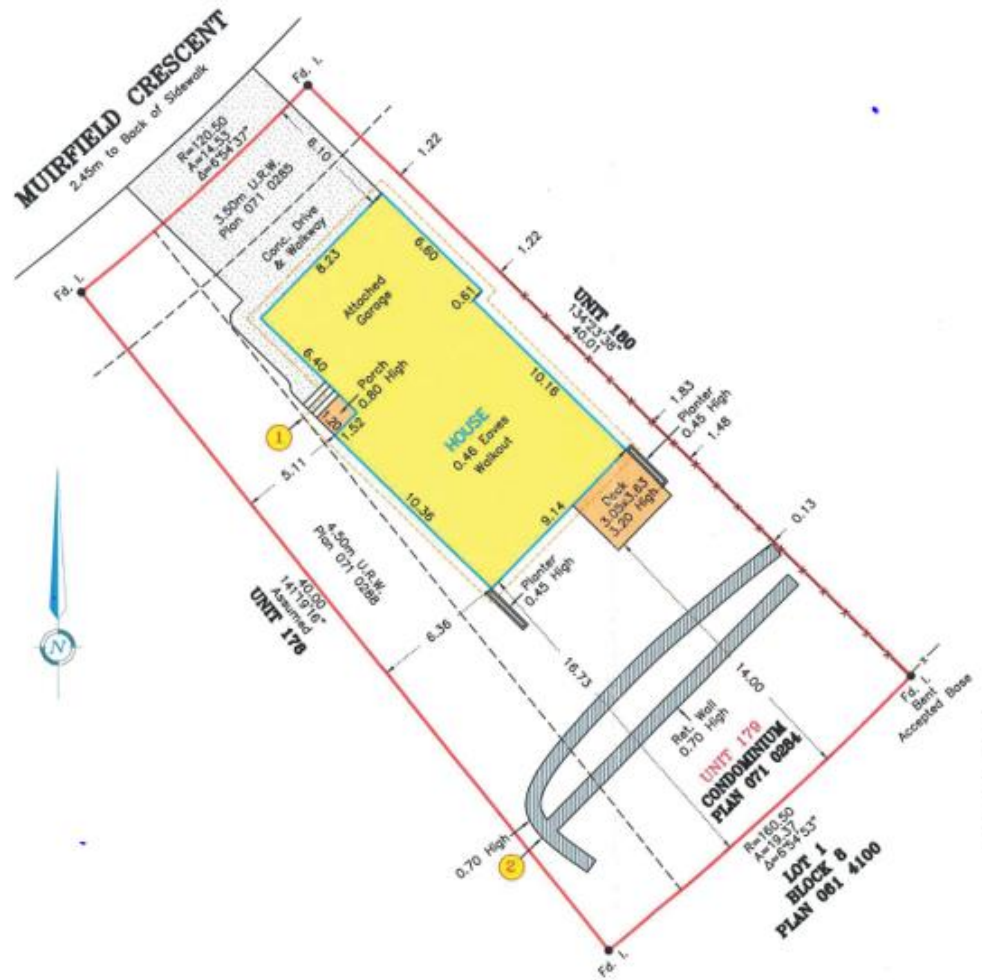 MUIRFIELD CRESCENT
2.45m to Back of Sidewalk
Fd. I.
R=120.50
A=14.53
Δ=6°54'37"
3.50m U.R.W.
Plan 071 0285
Conc. Drive
& Walkway
8.10
1.22
1.22
Fd. I.
8.23
6.60
0.61
Attached
Garage
UNIT 180
134°23'38"
40.01
6.40
Porch
0.80 High
1.20
1.52
1
5.11
10.16
HOUSE
0.46 Eaves
Walkout
1.83
Planter
0.45 High
1.48
Deck
3.05x3.63
3.20 High
10.36
9.14
0.13
4.50m U.R.W.
Plan 071 0288
Planter
0.45 High
40.00
141°19'16"
Assumed
UNIT 178
6.36
16.73
14.00
N
Ret. Wall
0.70 High
UNIT 179
CONDOMINIUM
PLAN 071 0284
Fd. I.
Bent
Accepted Base
0.70 High
2
R=160.50
A=19.37
Δ=6°54'53"
LOT 1
BLOCK 8
PLAN 061 4100
Fd. I.